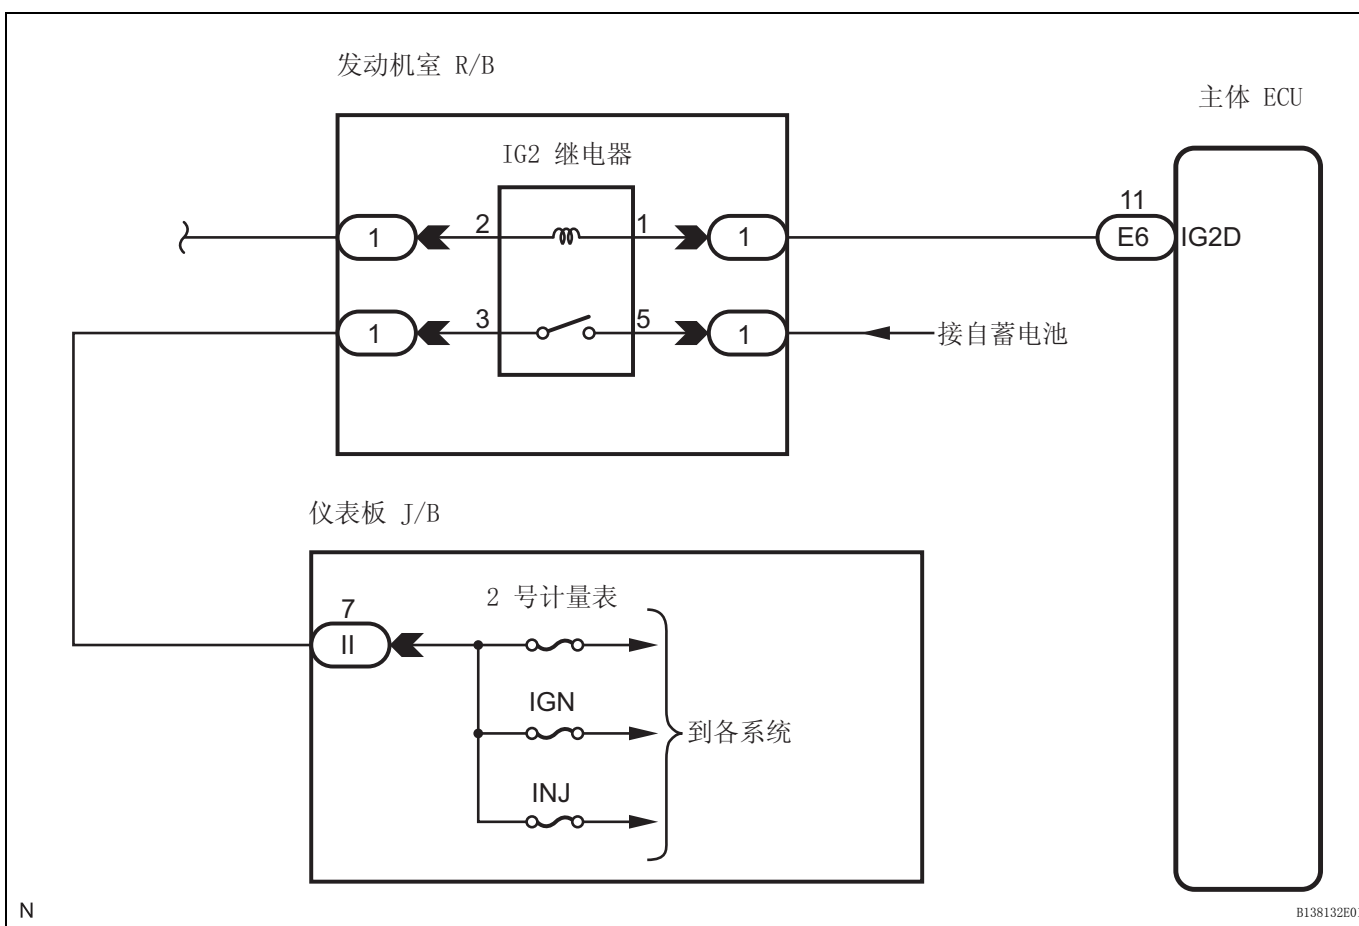 发动机室 R/B
主体 ECU
IG2 继电器
11
1
2
1
1
E6
IG2D
1
3
5
1
接自蓄电池
仪表板 J/B
2 号计量表
7
II
IGN
到各系统
INJ
N
B138132E01